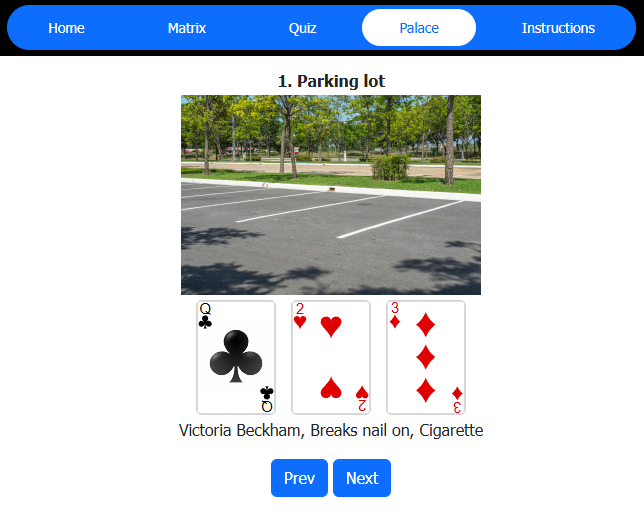 Home Matrix Quiz Palace Instructions
1. Parking lot
Q 2 3
Q 2 3
Victoria Beckham, Breaks nail on, Cigarette
Prev Next